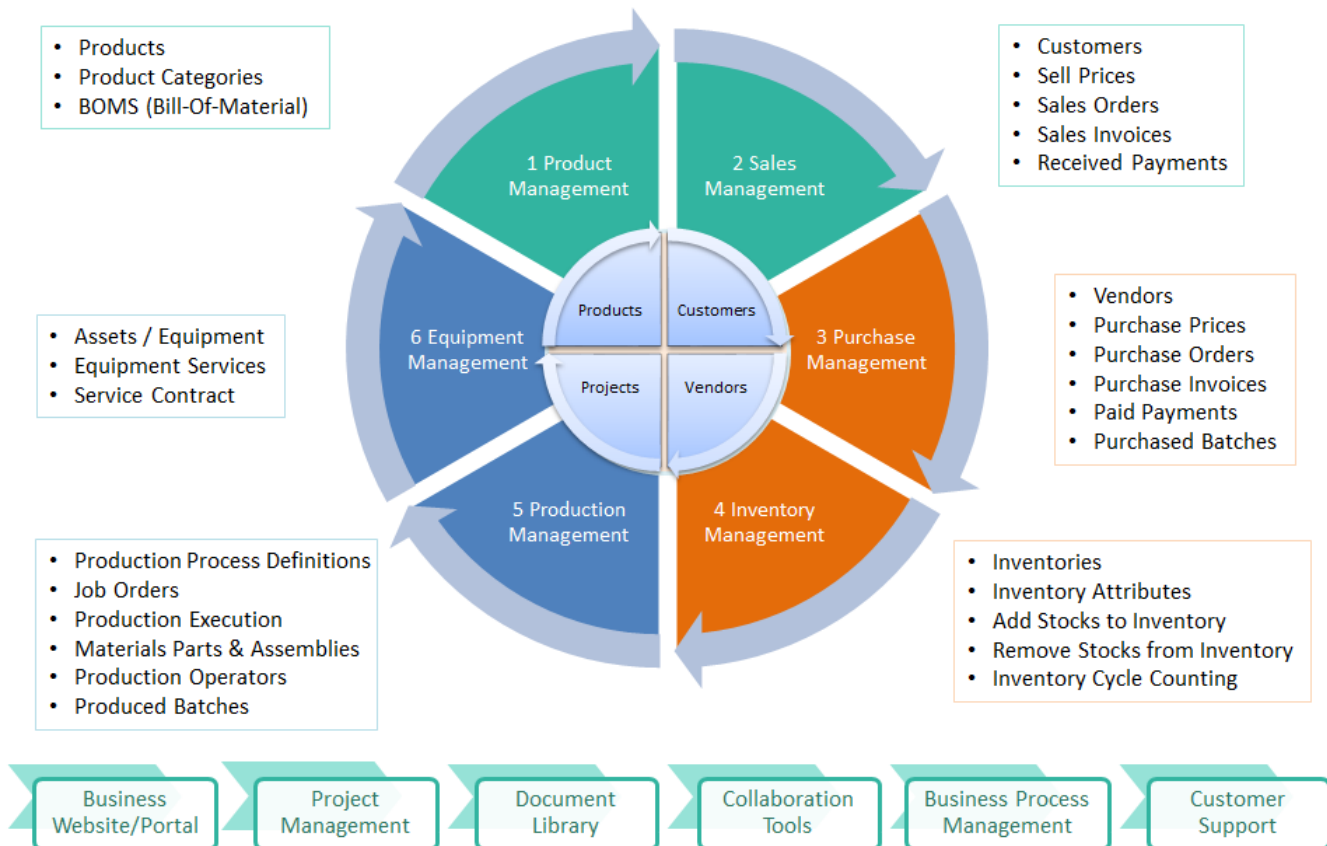 • Products
• Product Categories
• BOMS (Bill-Of-Material)
• Customers
• Sell Prices
• Sales Orders
• Sales Invoices
• Received Payments
1 Product
Management
2 Sales
Management
• Assets / Equipment
• Equipment Services
• Service Contract
6 Equipment
Management
Products
Customers
Projects
Vendors
3 Purchase
Management
• Vendors
• Purchase Prices
• Purchase Orders
• Purchase Invoices
• Paid Payments
• Purchased Batches
5 Production
Management
4 Inventory
Management
• Production Process Definitions
• Job Orders
• Production Execution
• Materials Parts & Assemblies
• Production Operators
• Produced Batches
• Inventories
• Inventory Attributes
• Add Stocks to Inventory
• Remove Stocks from Inventory
• Inventory Cycle Counting
Business
Website/Portal
Project
Management
Document
Library
Collaboration
Tools
Business Process
Management
Customer
Support